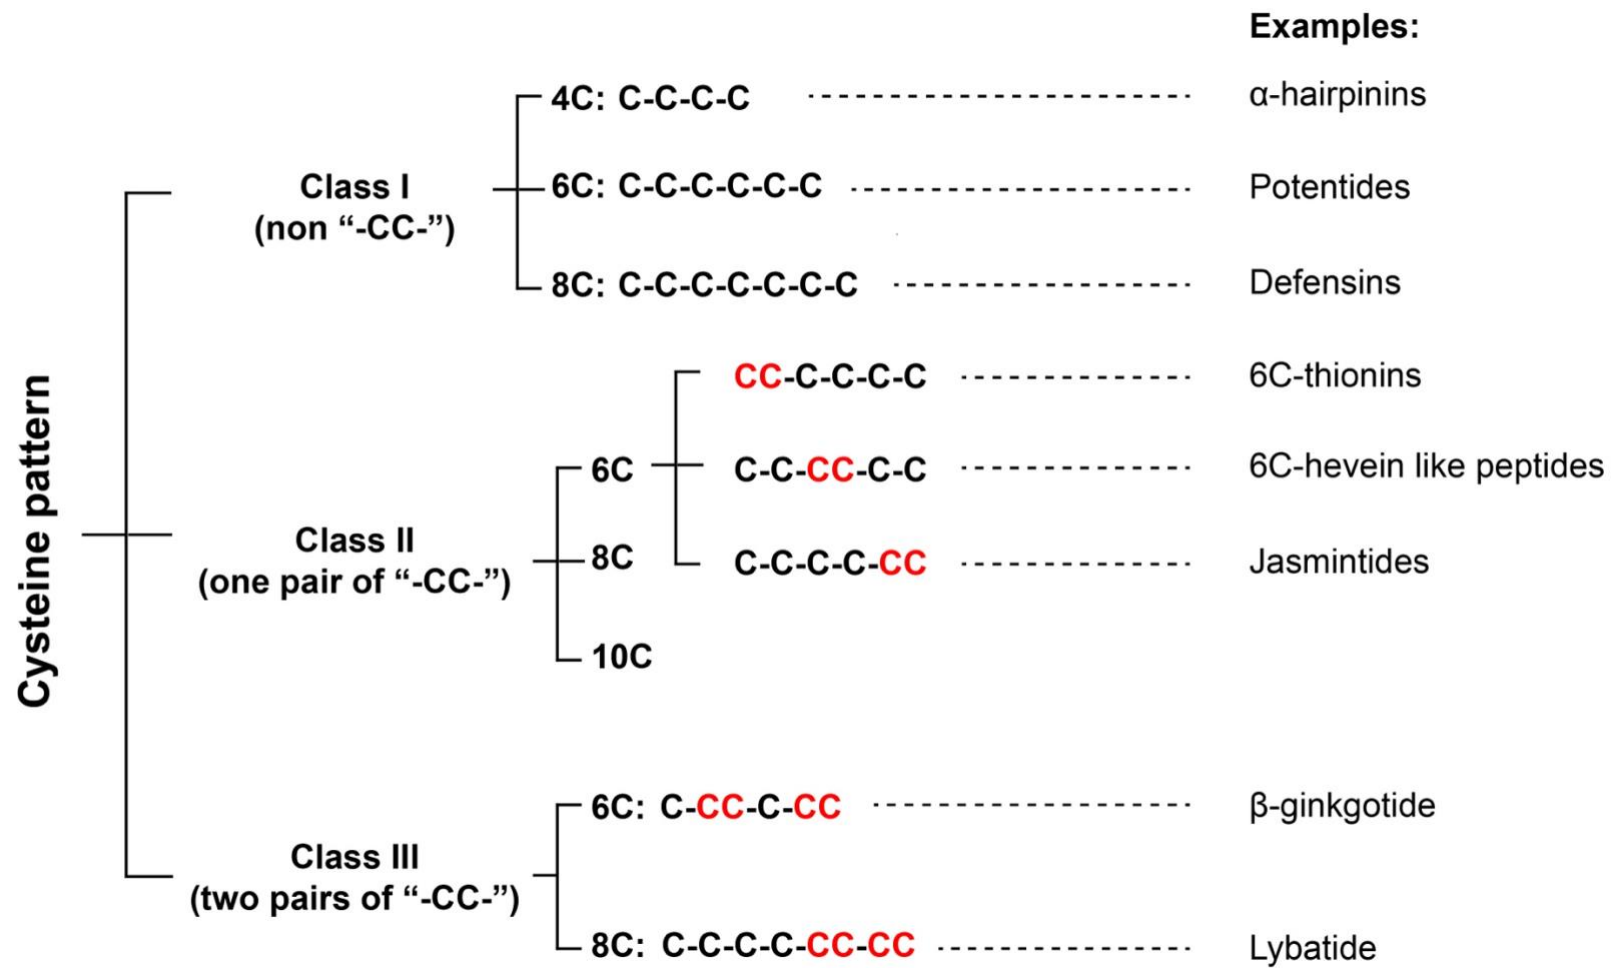 Examples:
4C: C-C-C-C
α-hairpinins
Class I
(non “-CC-”)
6C: C-C-C-C-C-C
Potentides
8C: C-C-C-C-C-C-C
Defensins
Cysteine pattern
CC-C-C-C-C
6C-thionins
6C
C-C-CC-C-C
6C-hevein like peptides
Class II
(one pair of “-CC-”)
8C
C-C-C-C-CC
Jasmintides
10C
6C: C-CC-C-CC
β-ginkgotide
Class III
(two pairs of “-CC-”)
8C: C-C-C-C-CC-CC
Lybatide